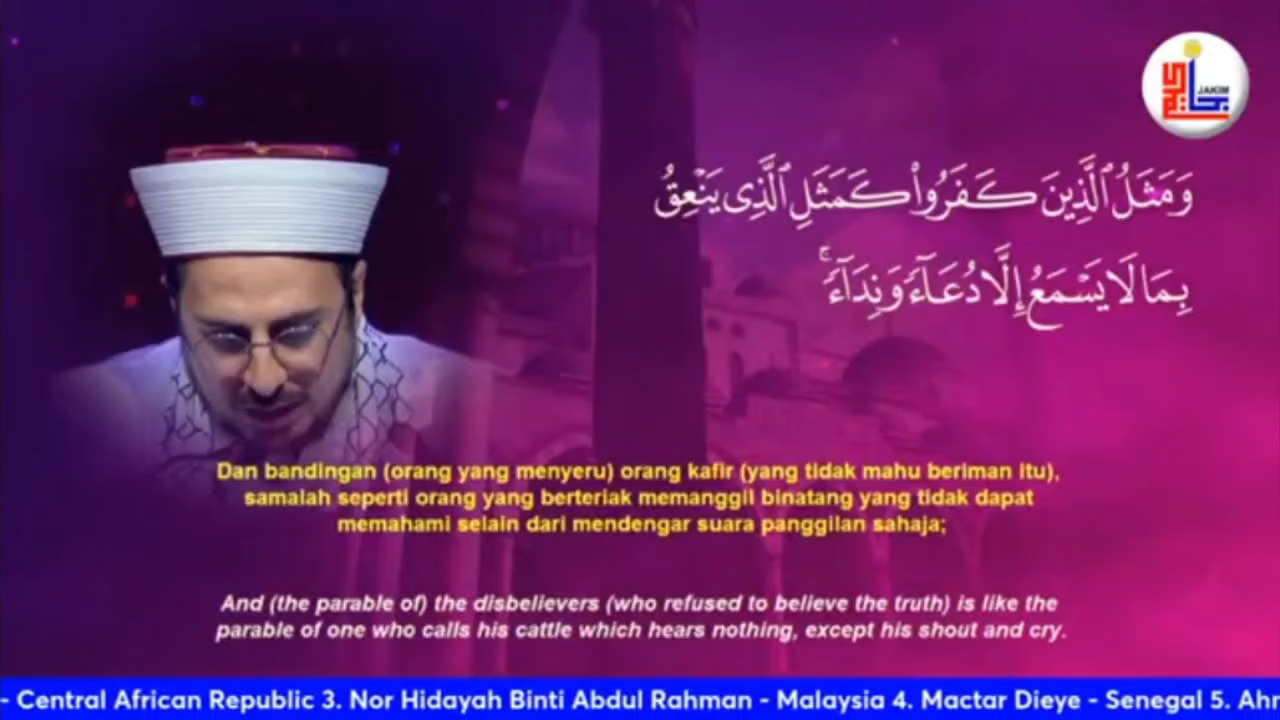 JAKIM
وَمَثَلُ ٱلَّذِينَ كَفَرُوا۟ كَمَثَلِ ٱلَّذِى يَنْعِقُ
بِمَا لَا يَسْمَعُ إِلَّا دُعَآءً وَنِدَآءً ۚ
Dan bandingan (orang yang menyeru) orang kafir (yang tidak mahu beriman itu),
samalah seperti orang yang berteriak memanggil binatang yang tidak dapat
memahami selain dari mendengar suara panggilan sahaja;
And (the parable of) the disbelievers (who refused to believe the truth) is like the
parable of one who calls his cattle which hears nothing, except his shout and cry.
- Central African Republic 3. Nor Hidayah Binti Abdul Rahman - Malaysia 4. Mactar Dieye - Senegal 5.